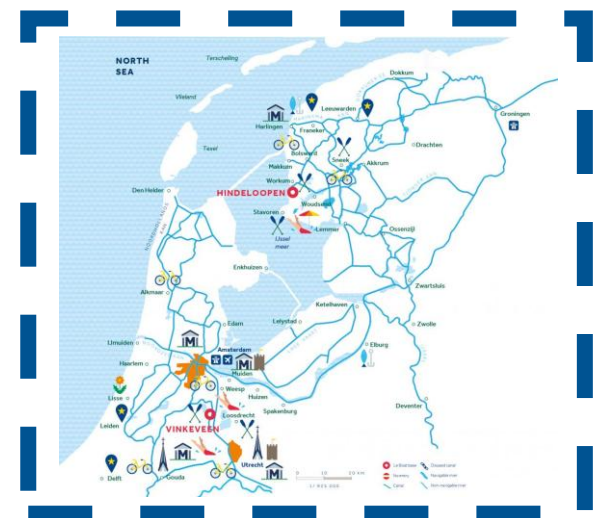 NORTH
SEA
Terschelling
Vlieland
Texel
Dokkum
Leeuwarden
Groningen
Harlingen
Franeker
Drachten
Bolsward
Sneek
Akkrum
Makkum
Workum
HINDELOOPEN
Den Helder
Stavoren
Lemmer
Ossenzijl
IJssel
meer
Enkhuizen
Zwartsluis
Alkmaar
Ketelhaven
Lelystad
Edam
Zwolle
IJmuiden
Elburg
Amsterdam
Haarlem
Muiden
Weesp
Huizen
Lisse
Spakenburg
Deventer
Loosdrecht
Leiden
VINKEVEEN
Utrecht
Delft
Gouda
0 10 20 km